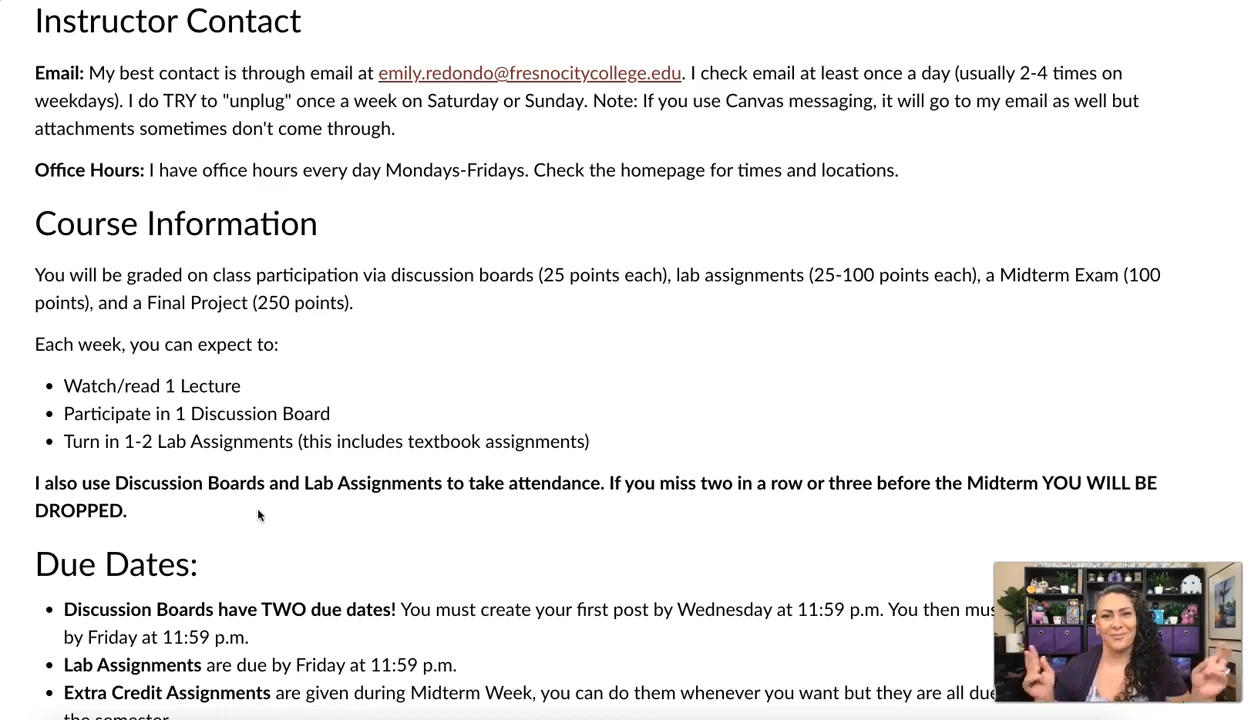 Instructor Contact
Email: My best contact is through email at emily.redondo@fresnocitycollege.edu. I check email at least once a day (usually 2-4 times on
weekdays). I do TRY to "unplug" once a week on Saturday or Sunday. Note: If you use Canvas messaging, it will go to my email as well but
attachments sometimes don't come through.
Office Hours: I have office hours every day Mondays-Fridays. Check the homepage for times and locations.
Course Information
You will be graded on class participation via discussion boards (25 points each), lab assignments (25-100 points each), a Midterm Exam (100
points), and a Final Project (250 points).
Each week, you can expect to:
• Watch/read 1 Lecture
• Participate in 1 Discussion Board
• Turn in 1-2 Lab Assignments (this includes textbook assignments)
I also use Discussion Boards and Lab Assignments to take attendance. If you miss two in a row or three before the Midterm YOU WILL BE
DROPPED.
Due Dates:
• Discussion Boards have TWO due dates! You must create your first post by Wednesday at 11:59 p.m. You then
by Friday at 11:59 p.m.
• Lab Assignments are due by Friday at 11:59 p.m.
• Extra Credit Assignments are given during Midterm Week, you can do them whenever you want but they are all due
the semester